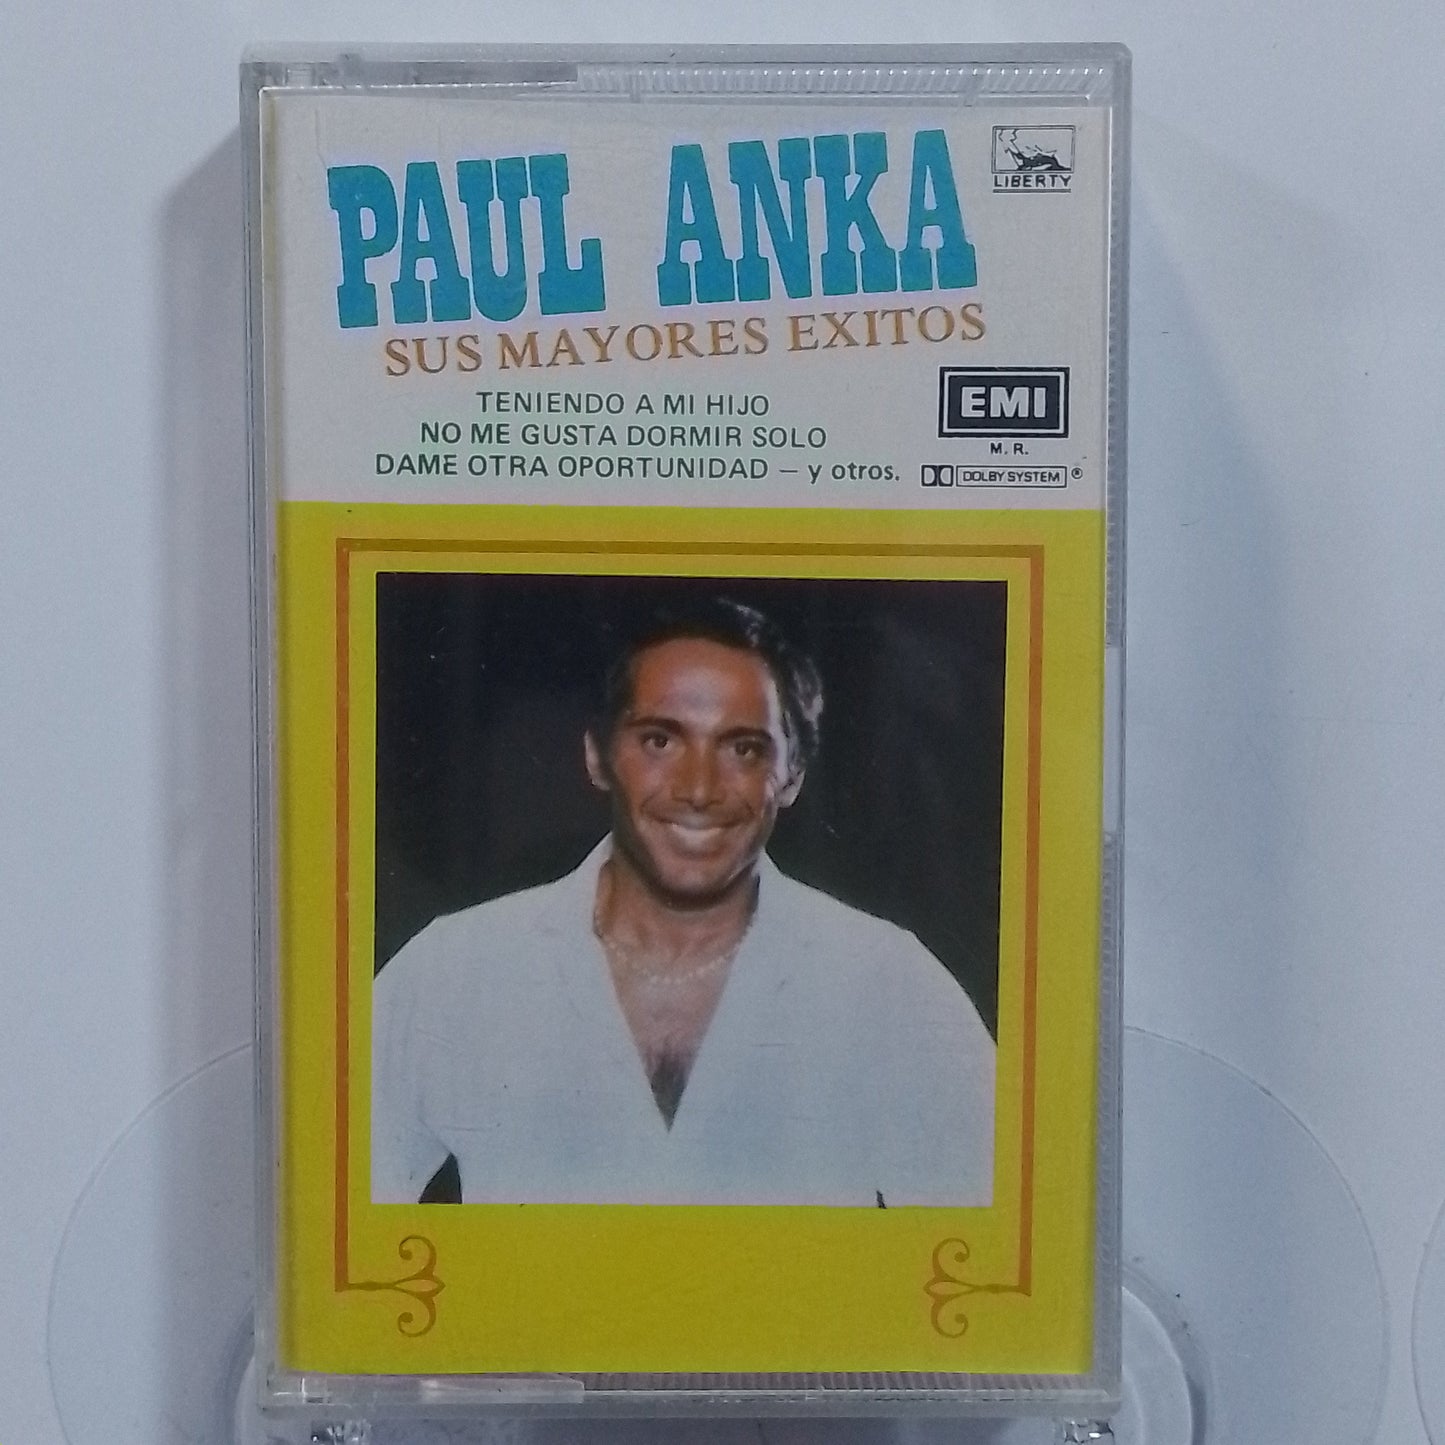 PAUL ANKA
LIBERTY
SUS MAYORES EXITOS
TENIENDO A MI HIJO
NO ME GUSTA DORMIR SOLO
DAME OTRA OPORTUNIDAD – y otros.
EMI
M. R.
DOLBY SYSTEM ®